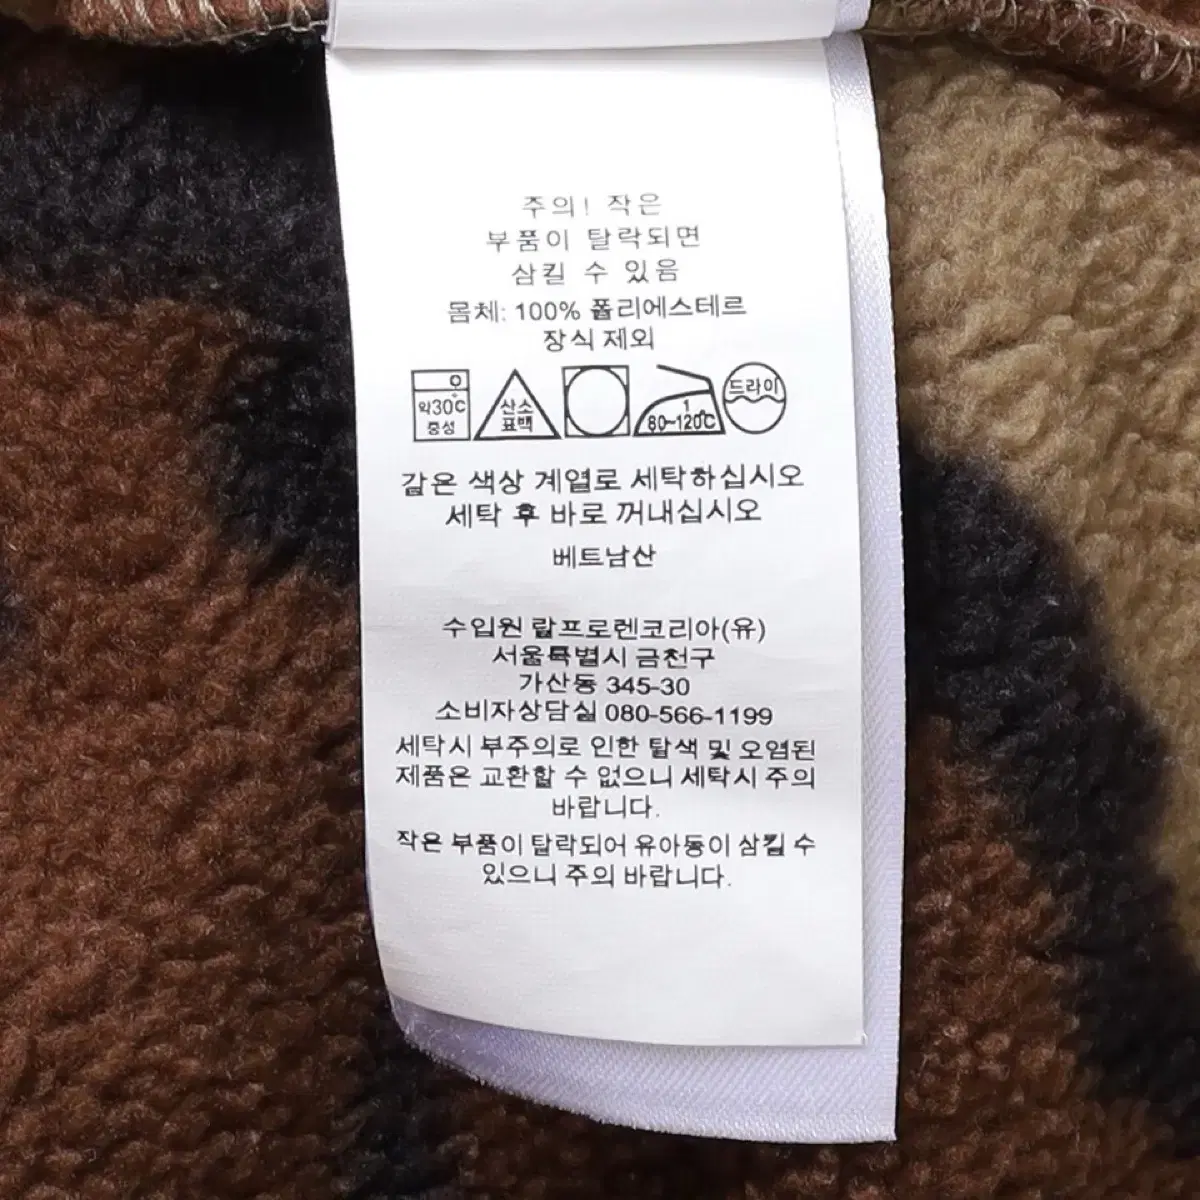 주의! 작은
부품이 탈락되면
삼킬 수 있음
몸체: 100% 폴리에스테르
장식 제외
약30℃
중성
산소
표백
1
80~120℃
드라이
같은 색상 계열로 세탁하십시오
세탁 후 바로 꺼내십시오
베트남산
수입원 랄프로렌코리아(유)
서울특별시 금천구
가산동 345-30
소비자상담실 080-566-1199
세탁시 부주의로 인한 탈색 및 오염된
제품은 교환할 수 없으니 세탁시 주의
바랍니다.
작은 부품이 탈락되어 유아동이 삼킬 수
있으니 주의 바랍니다.